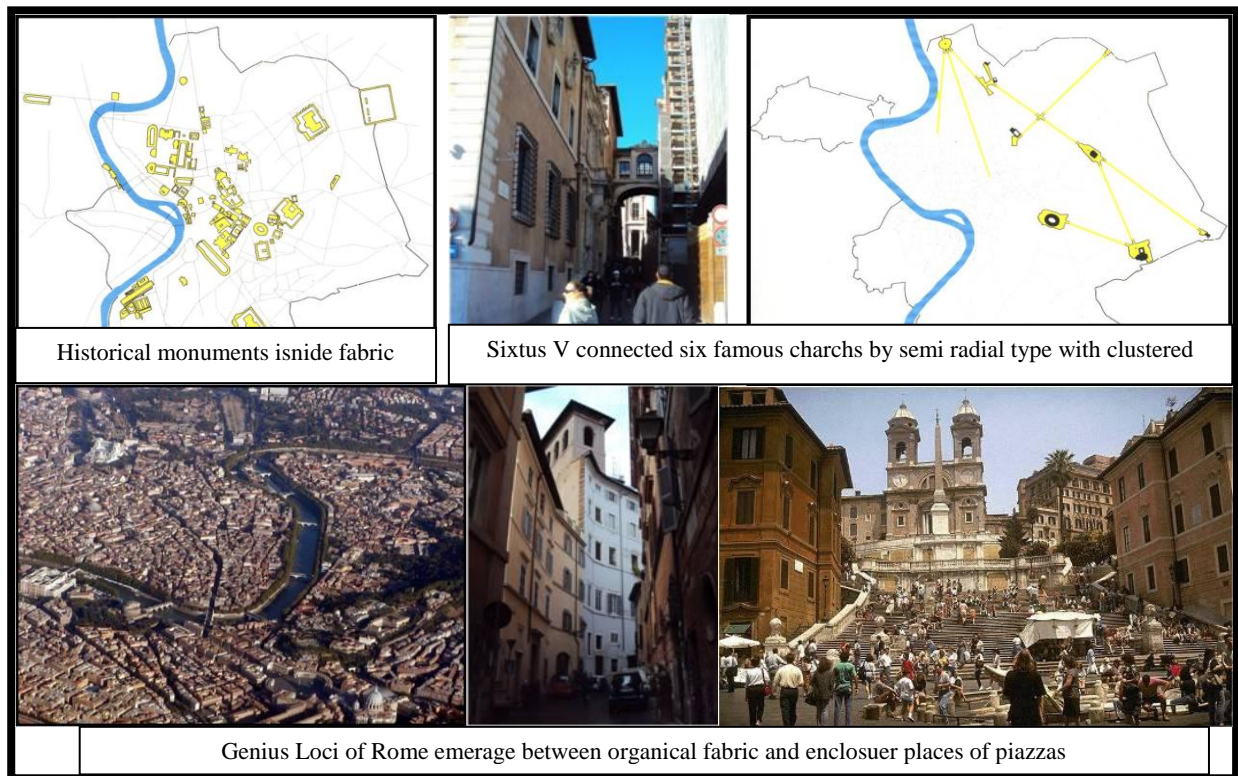 Historical monuments isnide fabric
Sixtus V connected six famous charchs by semi radial type with clustered
Genius Loci of Rome emerage between organical fabric and enclosuer places of piazzas